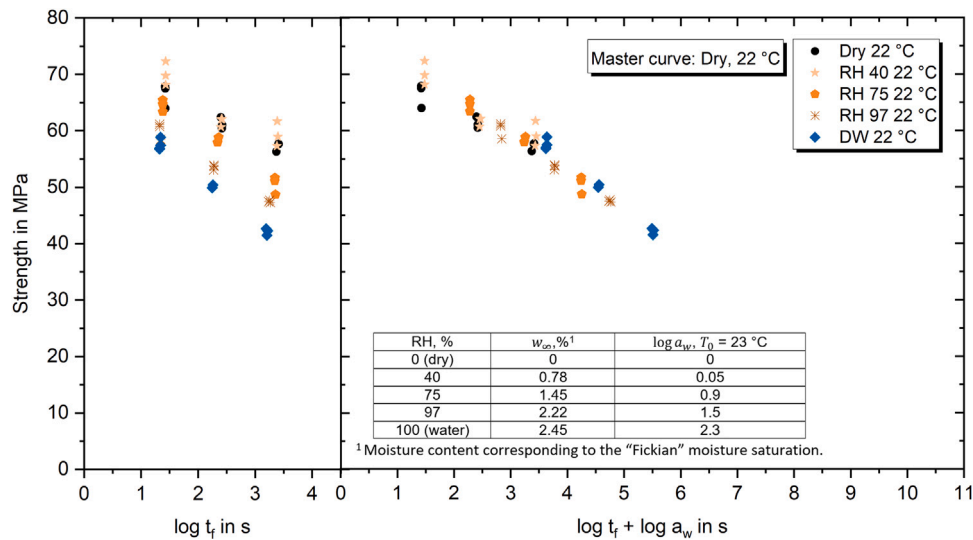 80
70
60
50
40
30
20
10
0
Strength in MPa
0 1 2 3 4
log t_f in s
0 1 2 3 4 5 6 7 8 9 10 11
log t_f + log a_w in s
Master curve: Dry, 22 °C
Dry 22 °C
RH 40 22 °C
RH 75 22 °C
RH 97 22 °C
DW 22 °C
RH, % w_∞,%¹ log a_w, T_0 = 23 °C
0 (dry) 0 0
40 0.78 0.05
75 1.45 0.9
97 2.22 1.5
100 (water) 2.45 2.3
¹ Moisture content corresponding to the “Fickian” moisture saturation.